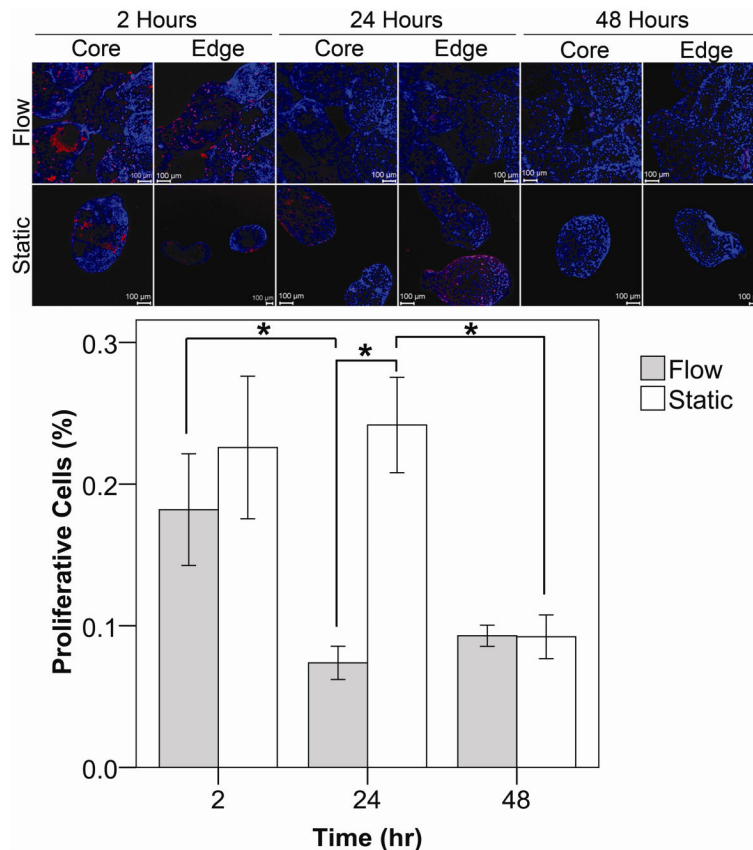 2 Hours 24 Hours 48 Hours
Core Edge Core Edge Core Edge
Flow
100 µm 100 µm 100 µm 100 µm 100 µm 100 µm
Static
100 µm 100 µm 100 µm 100 µm 100 µm 100
* * *
0.3
0.2
0.1
0.0
Proliferative Cells (%)
Flow
Static
2 24 48
Time (hr)